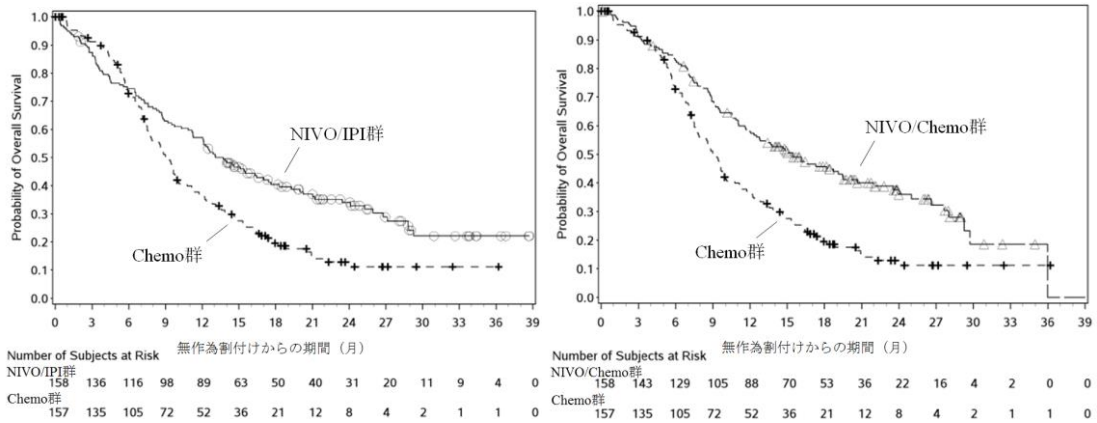 1.0
0.9
0.8
0.7
0.6
0.5
0.4
0.3
0.2
0.1
0.0
Probability of Overall Survival
NIVO/IPI群
Chemo群
0 3 6 9 12 15 18 21 24 27 30 33 36 39
無作為割付けからの期間（月）
Number of Subjects at Risk
NIVO/IPI群
158 136 116 98 89 63 50 40 31 20 11 9 4 0
Chemo群
157 135 105 72 52 36 21 12 8 4 2 1 1 0
1.0
0.9
0.8
0.7
0.6
0.5
0.4
0.3
0.2
0.1
0.0
Probability of Overall Survival
NIVO/Chemo群
Chemo群
0 3 6 9 12 15 18 21 24 27 30 33 36 39
無作為割付けからの期間（月）
Number of Subjects at Risk
NIVO/Chemo群
158 143 129 105 88 70 53 36 22 16 4 2 0 0
Chemo群
157 135 105 72 52 36 21 12 8 4 2 1 1 0